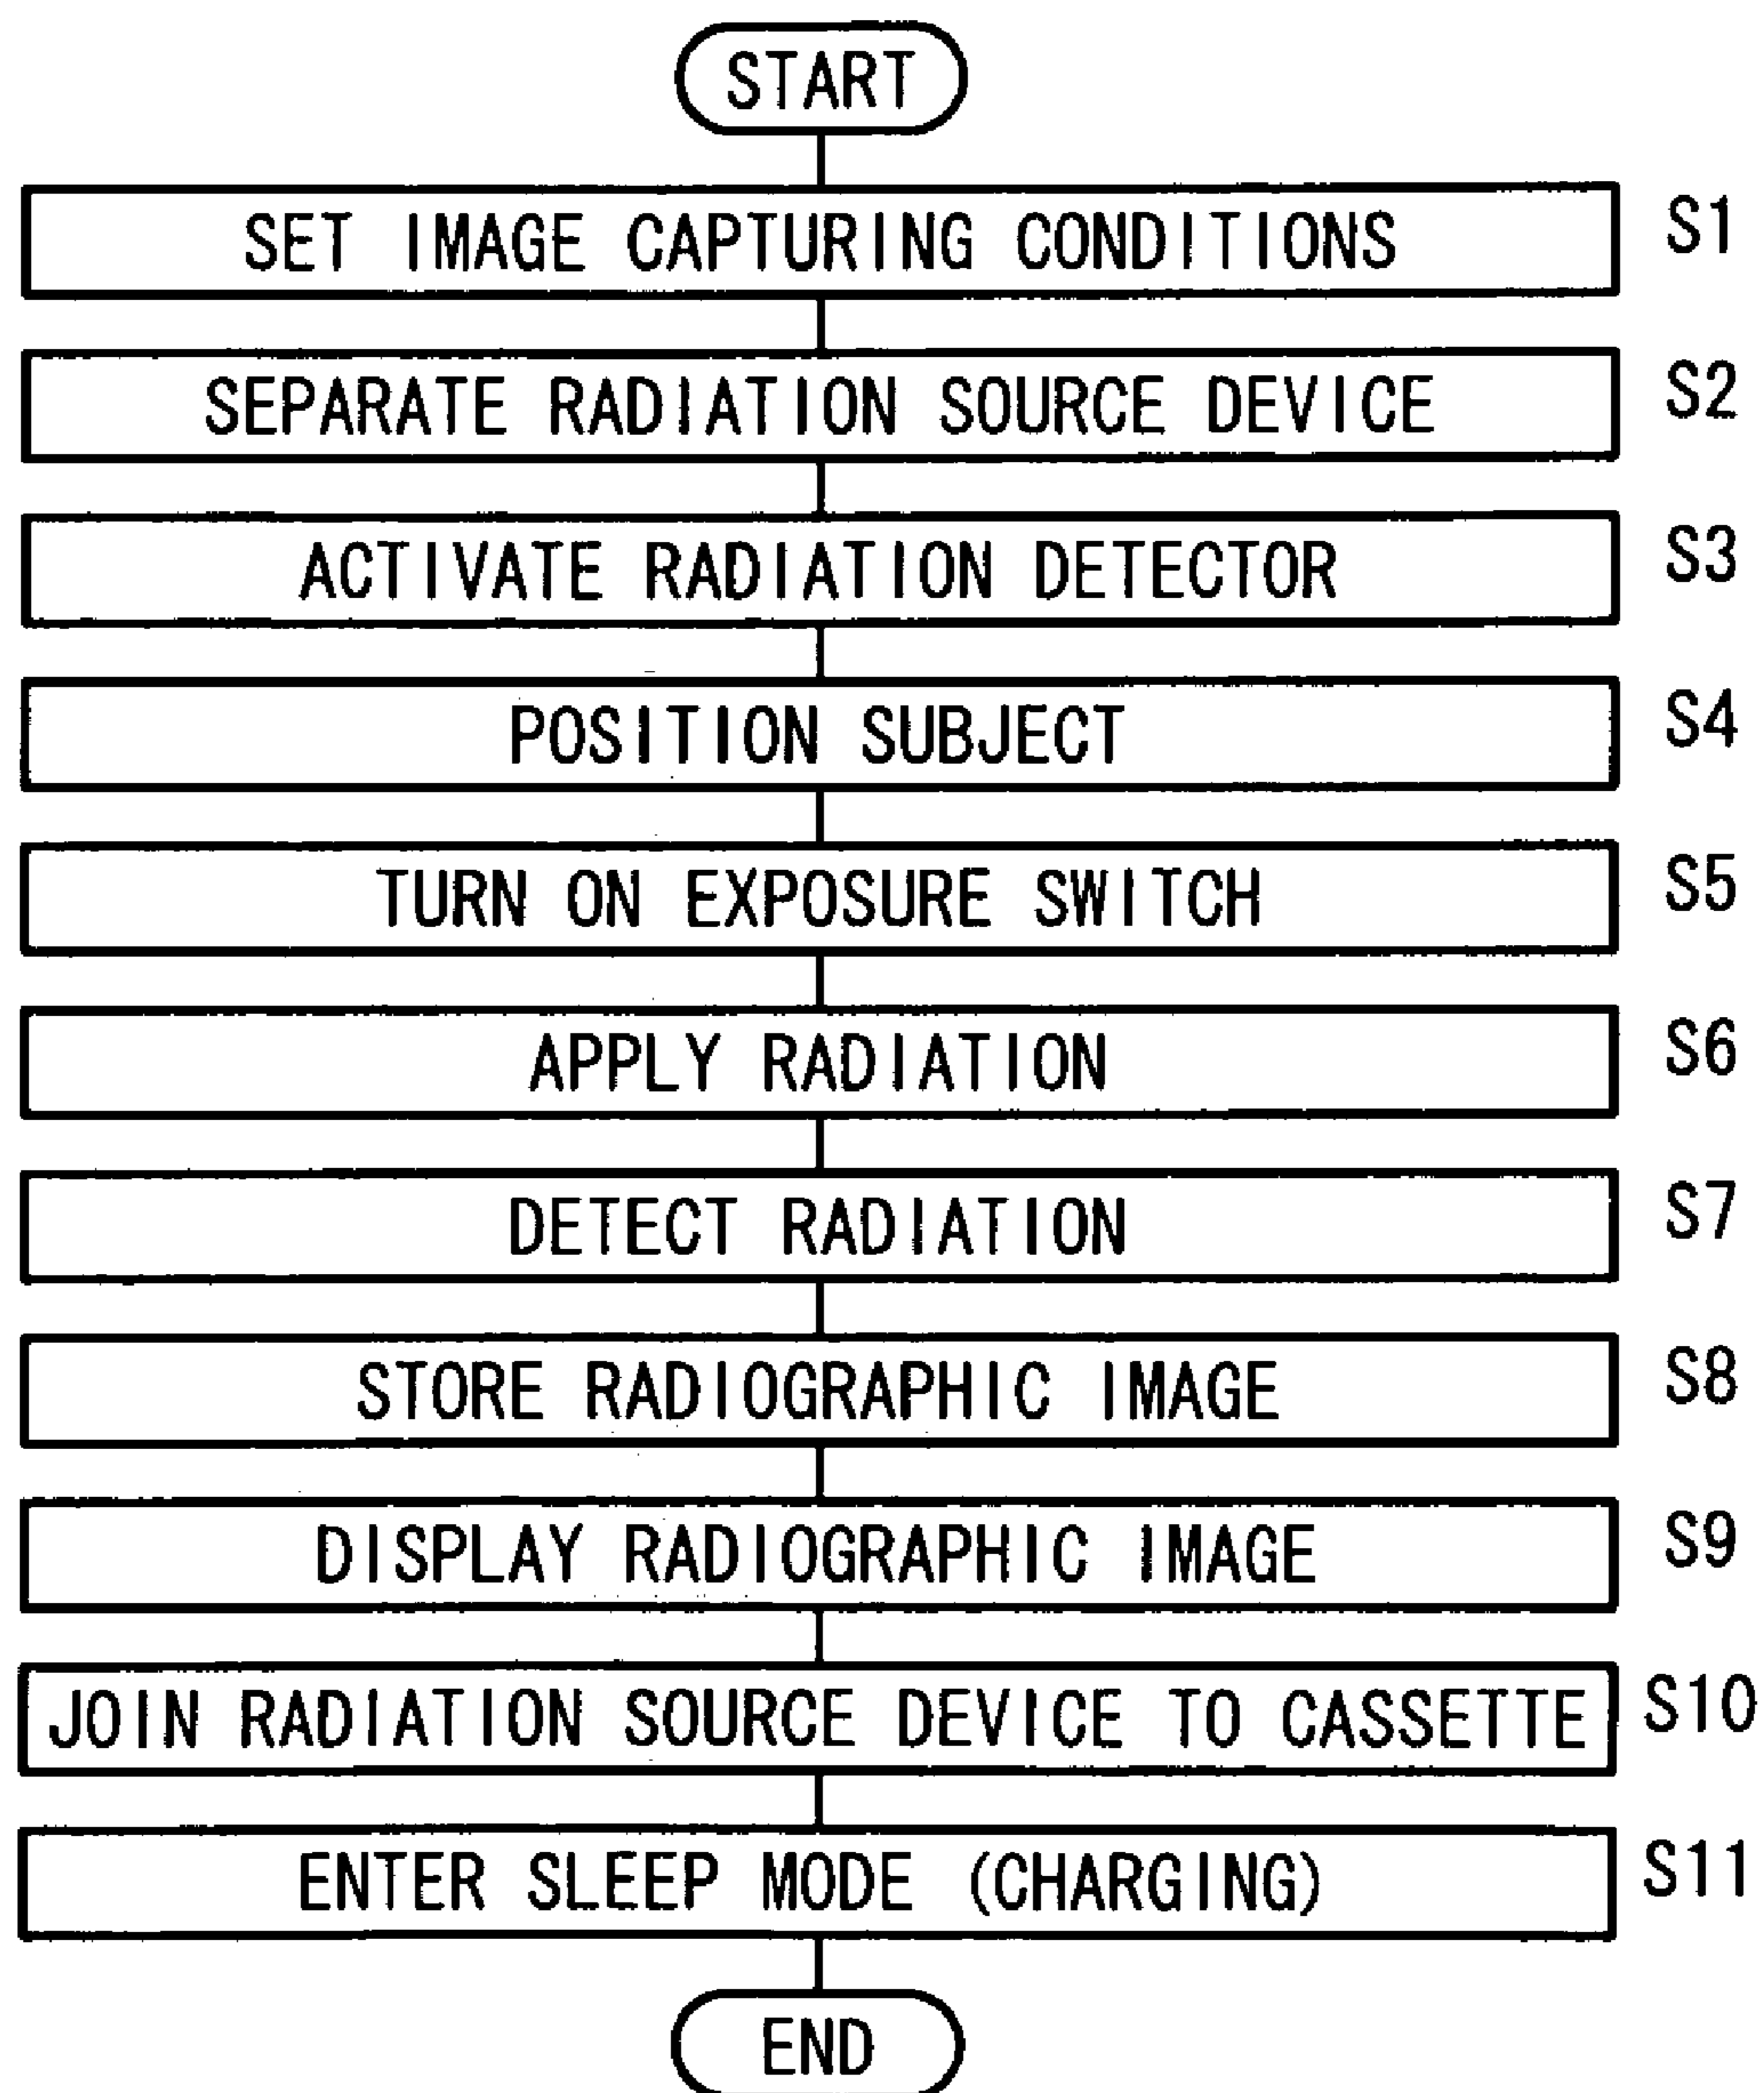 START
SET IMAGE CAPTURING CONDITIONS S1
SEPARATE RADIATION SOURCE DEVICE S2
ACTIVATE RADIATION DETECTOR S3
POSITION SUBJECT S4
TURN ON EXPOSURE SWITCH S5
APPLY RADIATION S6
DETECT RADIATION S7
STORE RADIOGRAPHIC IMAGE S8
DISPLAY RADIOGRAPHIC IMAGE S9
JOIN RADIATION SOURCE DEVICE TO CASSETTE S10
ENTER SLEEP MODE (CHARGING) S11
END